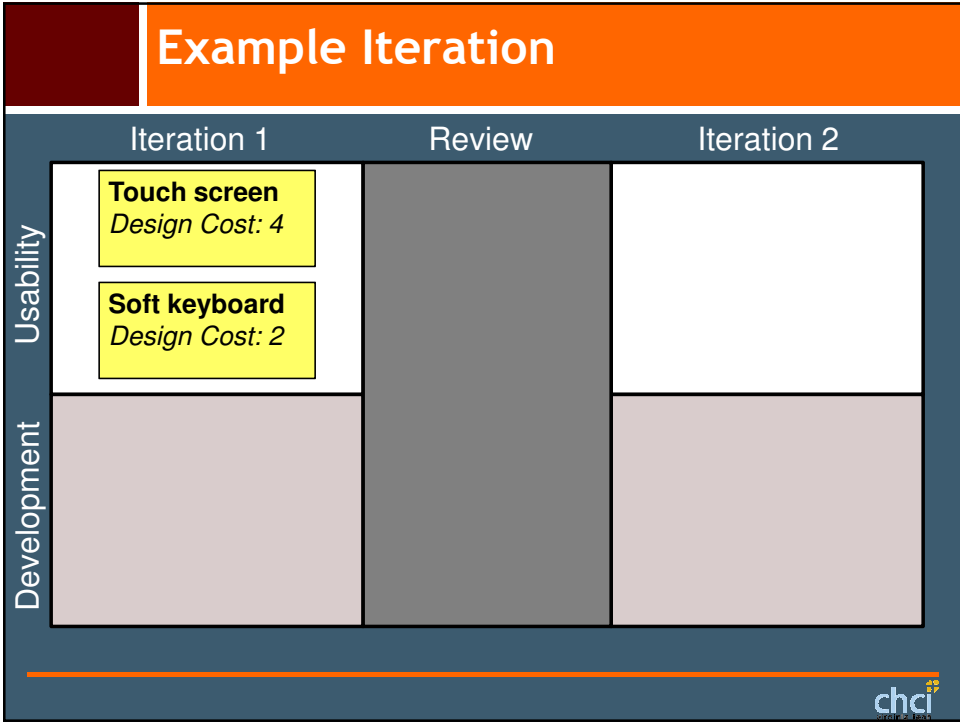 Example Iteration
Iteration 1
Review
Iteration 2
Usability
Touch screen
Design Cost: 4
Soft keyboard
Design Cost: 2
Development
chci